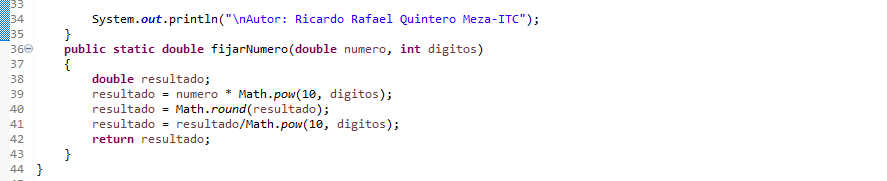 33
34 System.out.println("\nAutor: Ricardo Rafael Quintero Meza-ITC");
35 }
36 public static double fijarNumero(double numero, int digitos)
37 {
38 double resultado;
39 resultado = numero * Math.pow(10, digitos);
40 resultado = Math.round(resultado);
41 resultado = resultado/Math.pow(10, digitos);
42 return resultado;
43 }
44 }